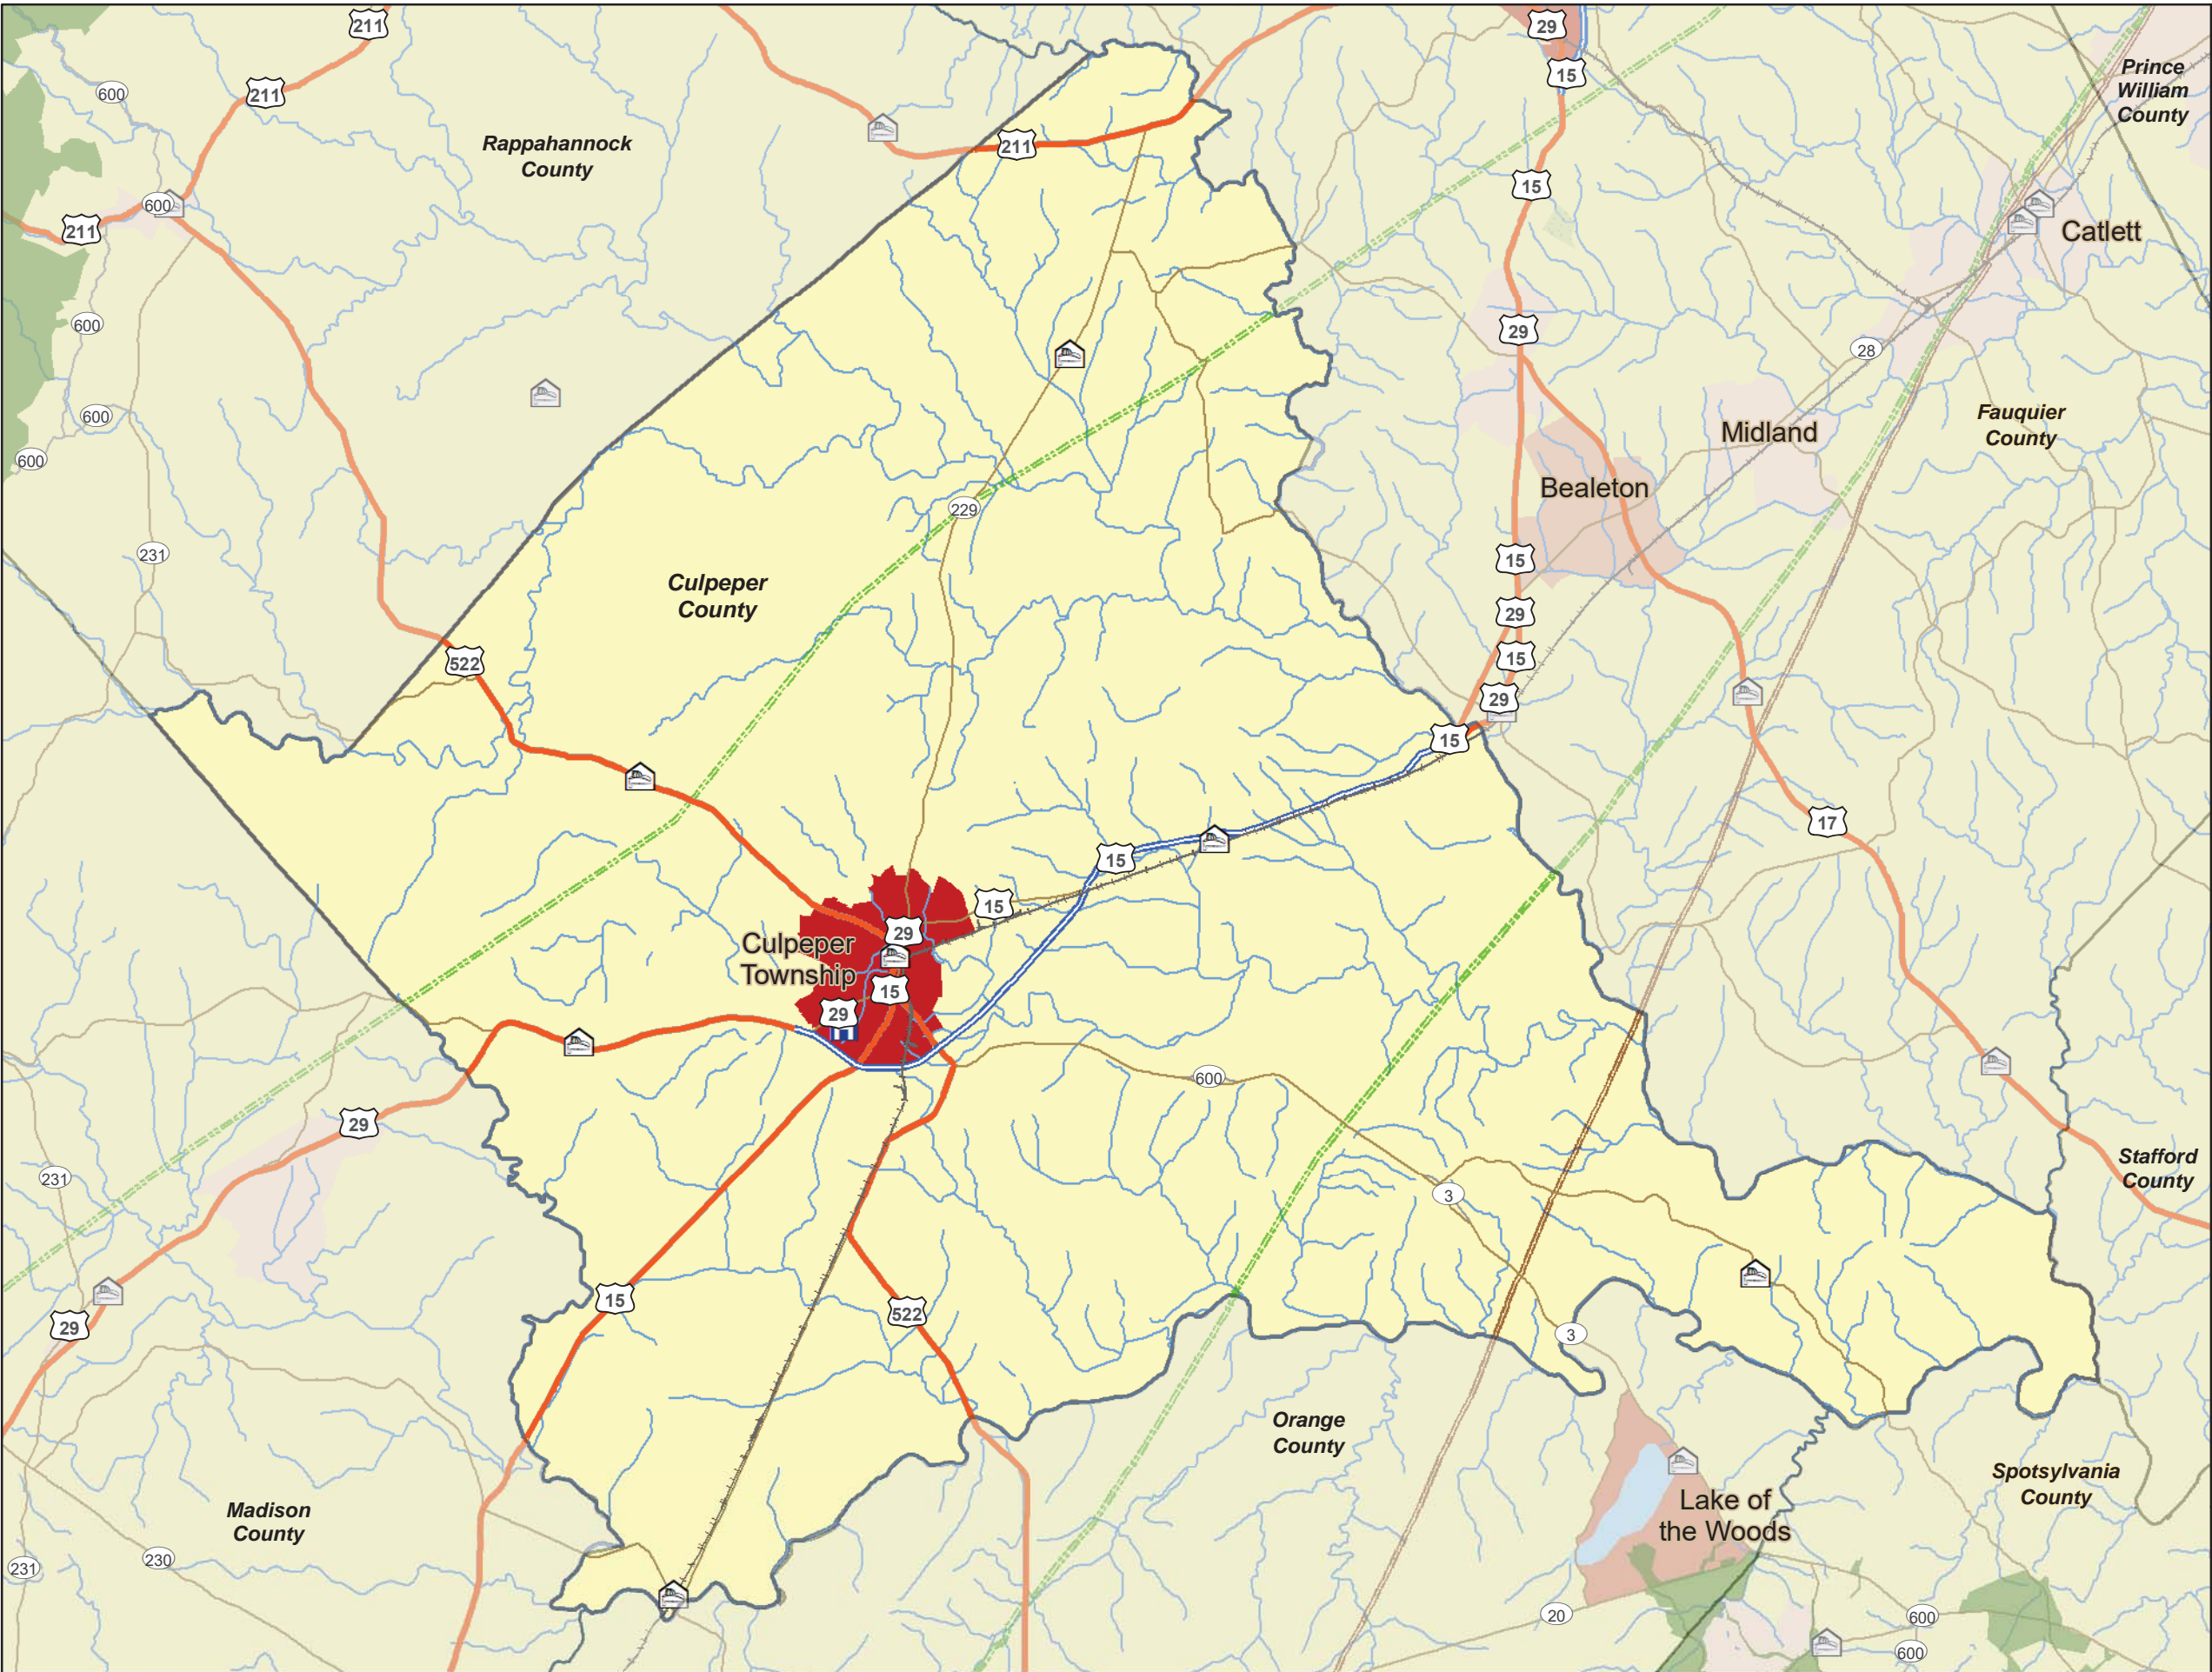 211
29
15
Prince
William
County
600
211
Rappahannock
County
211
15
600
211
Catlett
600
29
28
600
Midland
Fauquier
County
600
Bealeton
229
231
15
Culpeper
County
29
15
522
29
15
17
15
15
29
Culpeper
Township
15
29
600
29
231
3
Stafford
County
15
522
29
3
Orange
County
Madison
County
Lake of
the Woods
Spotsylvania
County
231
230
20
600
600